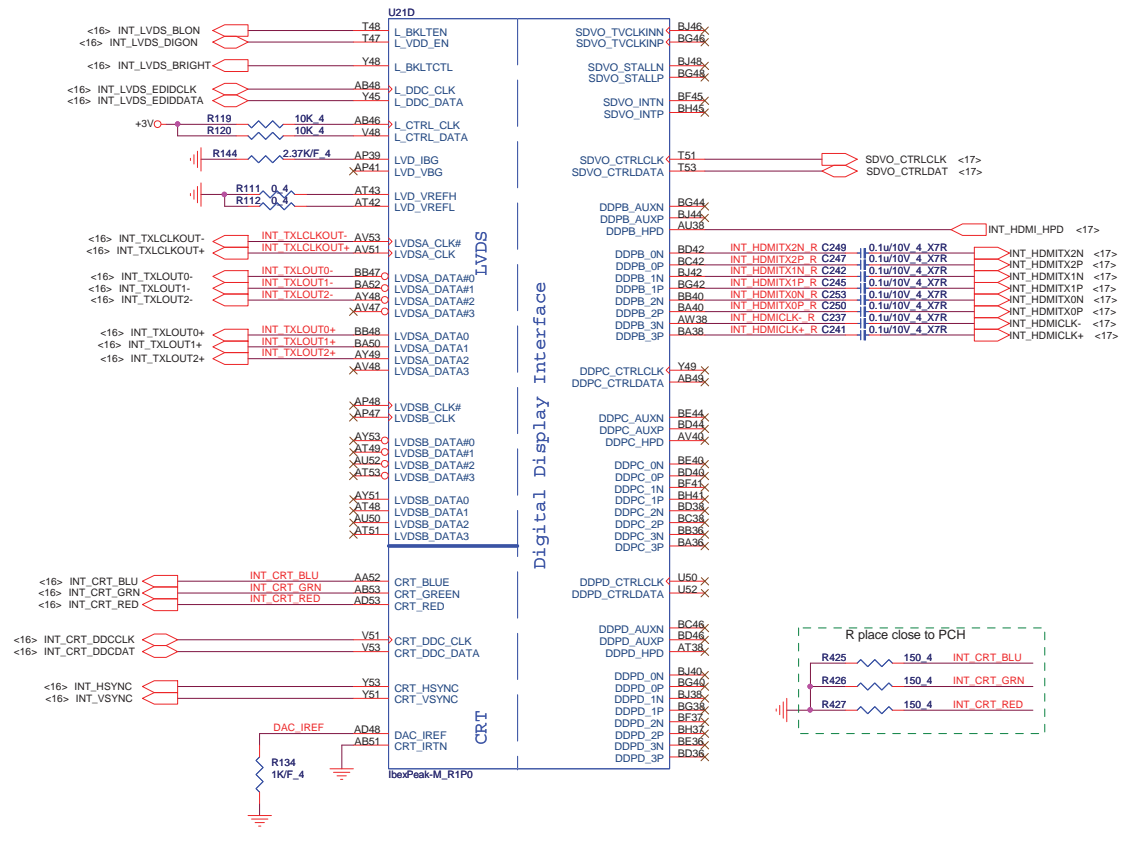 U21D
<16> INT_LVDS_BLON T48 L_BKLTEN
<16> INT_LVDS_DIGON T47 L_VDD_EN
<16> INT_LVDS_BRIGHT Y48 L_BKLTCTL
<16> INT_LVDS_EDIDCLK AB48 L_DDC_CLK
<16> INT_LVDS_EDIDDATA Y45 L_DDC_DATA
+3V R119 10K_4 AB46 L_CTRL_CLK
R120 10K_4 V48 L_CTRL_DATA
R144 2.37K/F_4 AP39 LVD_IBG
AP41 LVD_VBG
R111 0_4 AT43 LVD_VREFH
R112 0_4 AT42 LVD_VREFL
<16> INT_TXLCLKOUT- INT_TXLCLKOUT- AV53 LVDSA_CLK#
<16> INT_TXLCLKOUT+ INT_TXLCLKOUT+ AV51 LVDSA_CLK
<16> INT_TXLOUT0- INT_TXLOUT0- BB47 LVDSA_DATA#0
<16> INT_TXLOUT1- INT_TXLOUT1- BA52 LVDSA_DATA#1
<16> INT_TXLOUT2- INT_TXLOUT2- AY48 LVDSA_DATA#2
AV47 LVDSA_DATA#3
<16> INT_TXLOUT0+ INT_TXLOUT0+ BB48 LVDSA_DATA0
<16> INT_TXLOUT1+ INT_TXLOUT1+ BA50 LVDSA_DATA1
<16> INT_TXLOUT2+ INT_TXLOUT2+ AY49 LVDSA_DATA2
AV48 LVDSA_DATA3
AP48 LVDSB_CLK#
AP47 LVDSB_CLK
AY53 LVDSB_DATA#0
AT49 LVDSB_DATA#1
AU52 LVDSB_DATA#2
AT53 LVDSB_DATA#3
AY51 LVDSB_DATA0
AT48 LVDSB_DATA1
AU50 LVDSB_DATA2
AT51 LVDSB_DATA3
LVDS
<16> INT_CRT_BLU INT_CRT_BLU AA52 CRT_BLUE
<16> INT_CRT_GRN INT_CRT_GRN AB53 CRT_GREEN
<16> INT_CRT_RED INT_CRT_RED AD53 CRT_RED
<16> INT_CRT_DDCCLK V51 CRT_DDC_CLK
<16> INT_CRT_DDCDAT V53 CRT_DDC_DATA
<16> INT_HSYNC Y53 CRT_HSYNC
<16> INT_VSYNC Y51 CRT_VSYNC
DAC_IREF AD48 DAC_IREF
AB51 CRT_IRTN
R134
1K/F_4
CRT
Digital Display Interface
IbexPeak-M_R1P0
SDVO_TVCLKINN BJ46
SDVO_TVCLKINP BG46
SDVO_STALLN BJ48
SDVO_STALLP BG48
SDVO_INTN BF45
SDVO_INTP BH45
SDVO_CTRLCLK T51 SDVO_CTRLCLK <17>
SDVO_CTRLDATA T53 SDVO_CTRLDAT <17>
DDPB_AUXN BG44
DDPB_AUXP BJ44
DDPB_HPD AU38 INT_HDMI_HPD <17>
DDPB_0N BD42 INT_HDMITX2N_R C249 0.1u/10V_4_X7R INT_HDMITX2N <17>
DDPB_0P BC42 INT_HDMITX2P_R C247 0.1u/10V_4_X7R INT_HDMITX2P <17>
DDPB_1N BJ42 INT_HDMITX1N_R C242 0.1u/10V_4_X7R INT_HDMITX1N <17>
DDPB_1P BG42 INT_HDMITX1P_R C245 0.1u/10V_4_X7R INT_HDMITX1P <17>
DDPB_2N BB40 INT_HDMITX0N_R C253 0.1u/10V_4_X7R INT_HDMITX0N <17>
DDPB_2P BA40 INT_HDMITX0P_R C250 0.1u/10V_4_X7R INT_HDMITX0P <17>
DDPB_3N AW38 INT_HDMICLK-_R C237 0.1u/10V_4_X7R INT_HDMICLK- <17>
DDPB_3P BA38 INT_HDMICLK+_R C241 0.1u/10V_4_X7R INT_HDMICLK+ <17>
DDPC_CTRLCLK Y49
DDPC_CTRLDATA AB49
DDPC_AUXN BE44
DDPC_AUXP BD44
DDPC_HPD AV40
DDPC_0N BE40
DDPC_0P BD40
DDPC_1N BF41
DDPC_1P BH41
DDPC_2N BD38
DDPC_2P BC38
DDPC_3N BB36
DDPC_3P BA36
DDPD_CTRLCLK U50
DDPD_CTRLDATA U52
DDPD_AUXN BC46
DDPD_AUXP BD46
DDPD_HPD AT38
DDPD_0N BJ40
DDPD_0P BG40
DDPD_1N BJ38
DDPD_1P BG38
DDPD_2N BF37
DDPD_2P BH37
DDPD_3N BE36
DDPD_3P BD36
R place close to PCH
R425 150_4 INT_CRT_BLU
R426 150_4 INT_CRT_GRN
R427 150_4 INT_CRT_RED